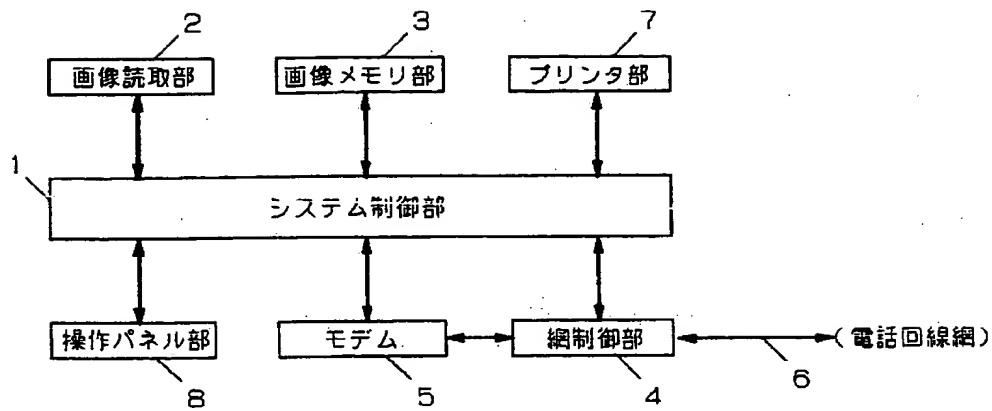 2
3
7
画像読取部
画像メモリ部
プリンタ部
1
システム制御部
操作パネル部
モデム
網制御部
(電話回線網)
8
5
4
6